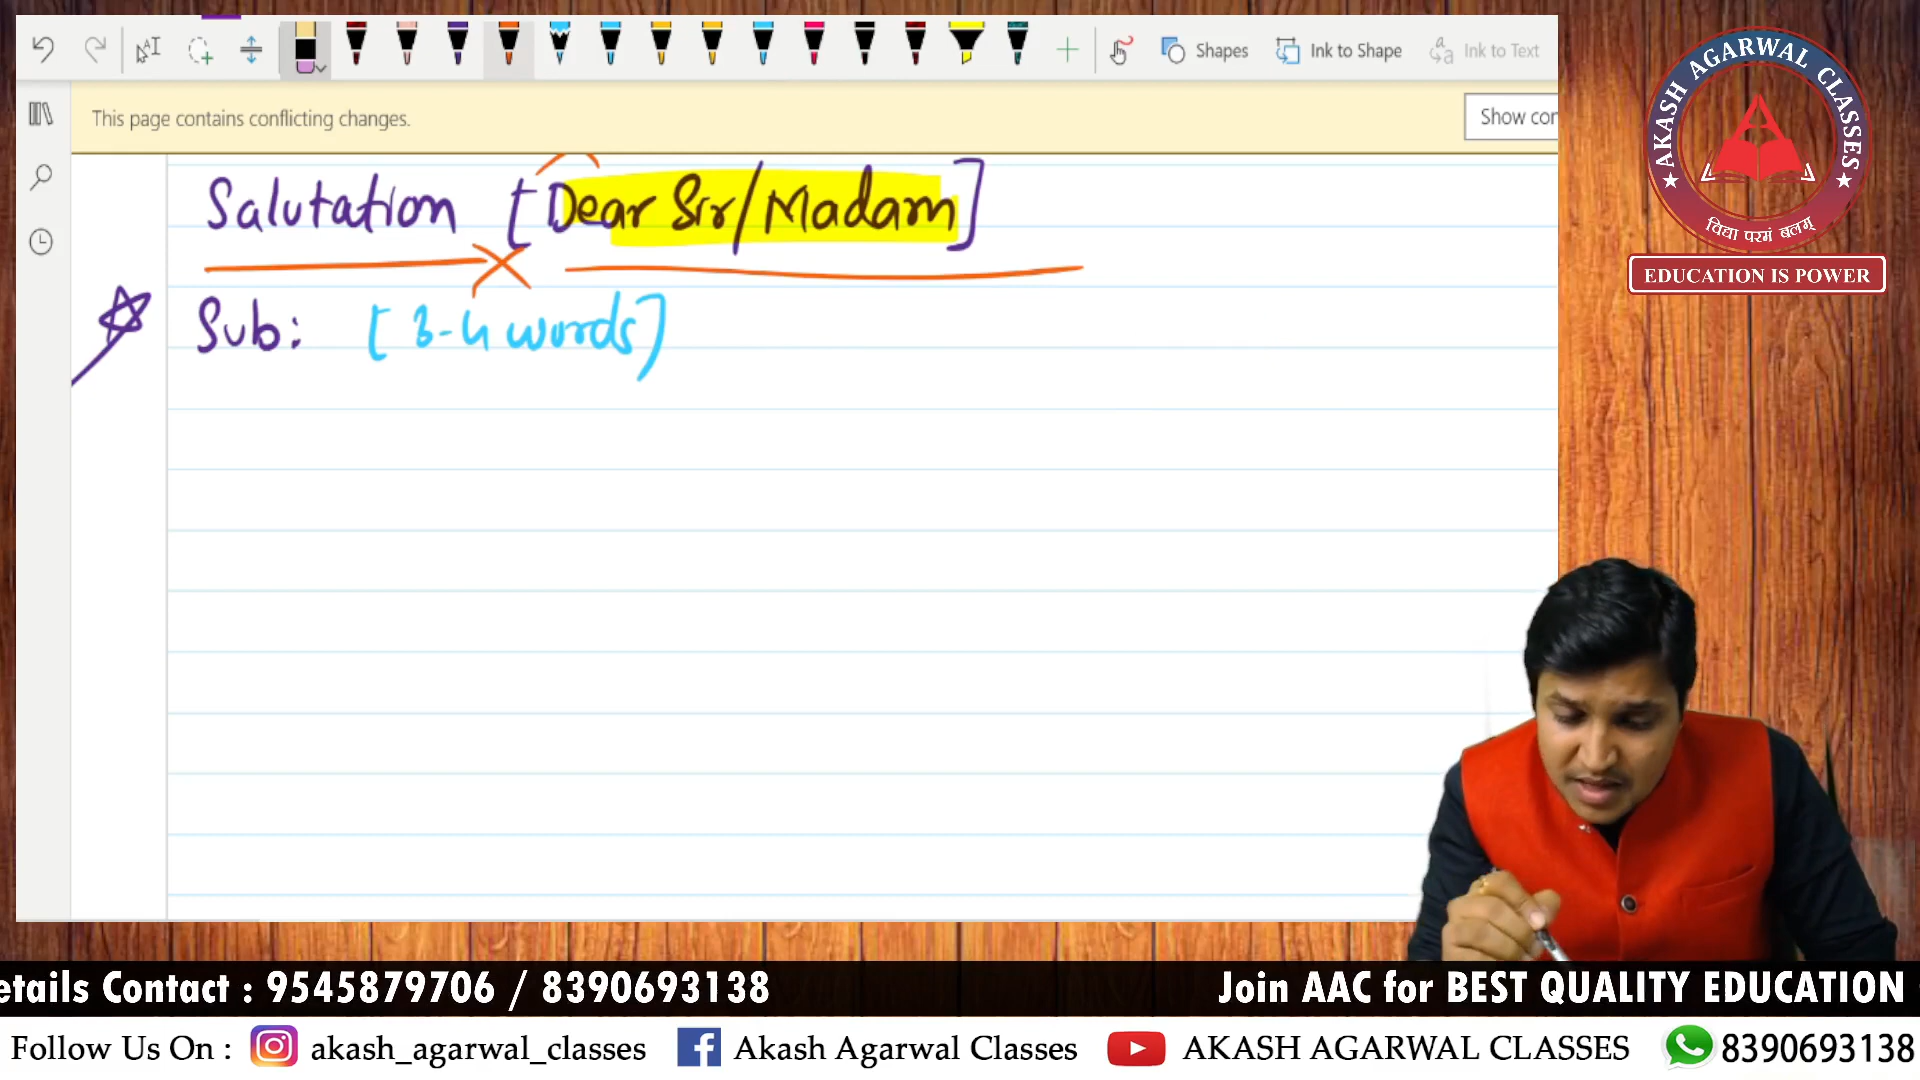 Shapes
Ink to Shape
Ink to Text
This page contains conflicting changes.
Show con
Salutation [Dear Sir/Madam]
Sub: [3-4 words]
AKASH AGARWAL CLASSES
विद्या परमं बलम्
EDUCATION IS POWER
etails Contact : 9545879706 / 8390693138
Join AAC for BEST QUALITY EDUCATION
Follow Us On : akash_agarwal_classes Akash Agarwal Classes AKASH AGARWAL CLASSES 8390693138